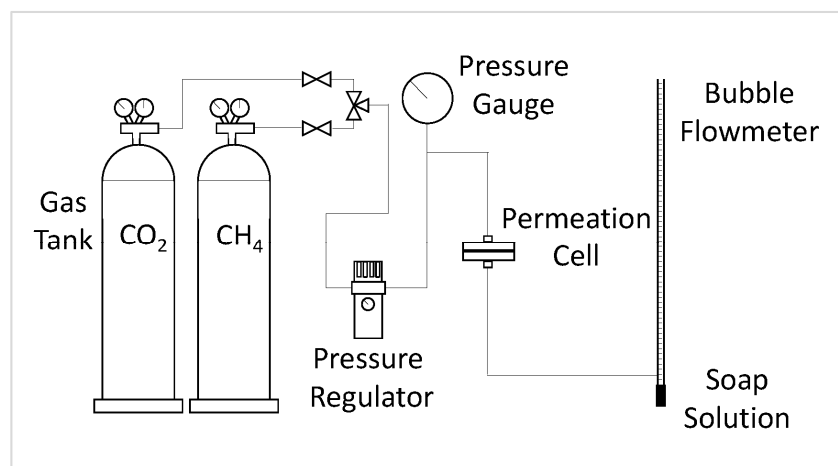 Pressure
Gauge
Bubble
Flowmeter
Gas
Tank
CO₂
CH₄
Permeation
Cell
Pressure
Regulator
Soap
Solution